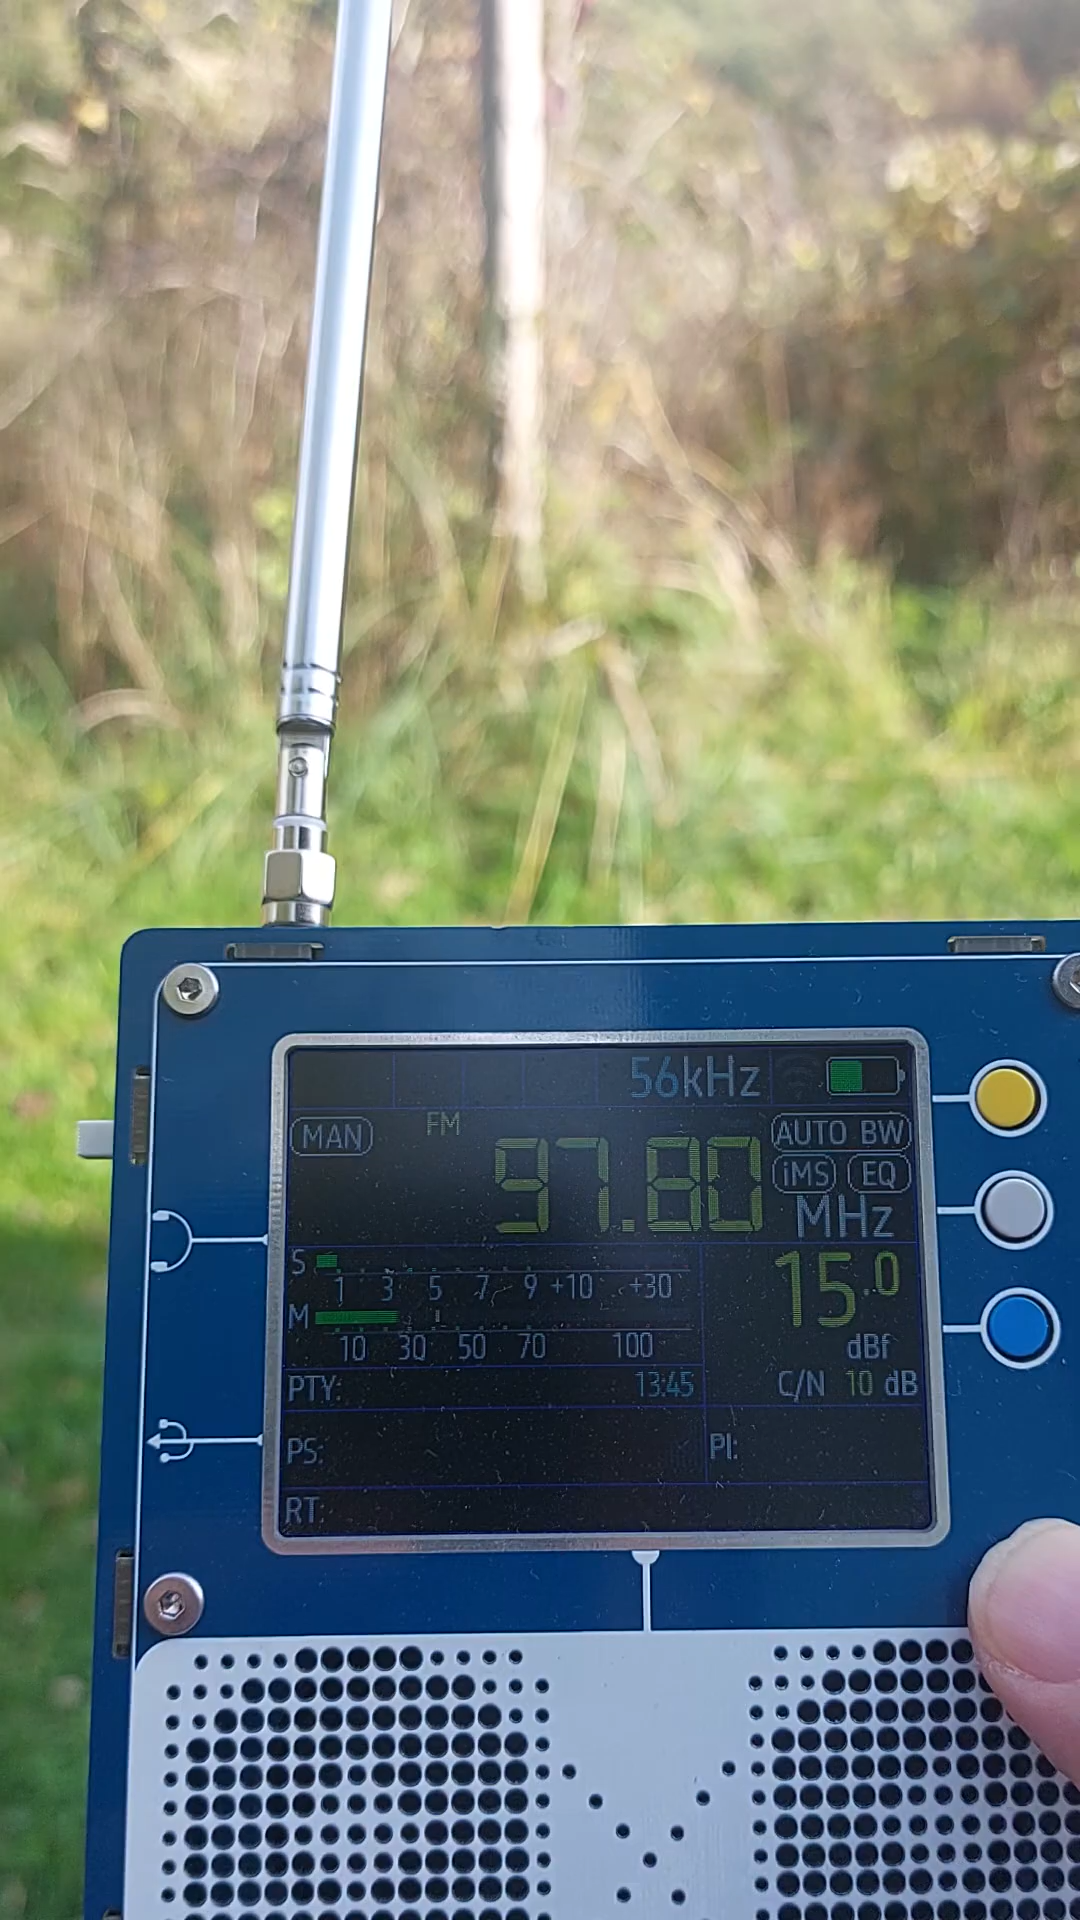 56kHz
MAN FM 97.80 AUTO BW
iMS EQ
MHz
S
1 3 5 7 9 +10 +30
M
10 30 50 70 100
15.0
dBf
PTY: 13:45 C/N 10 dB
PS: PI:
RT: